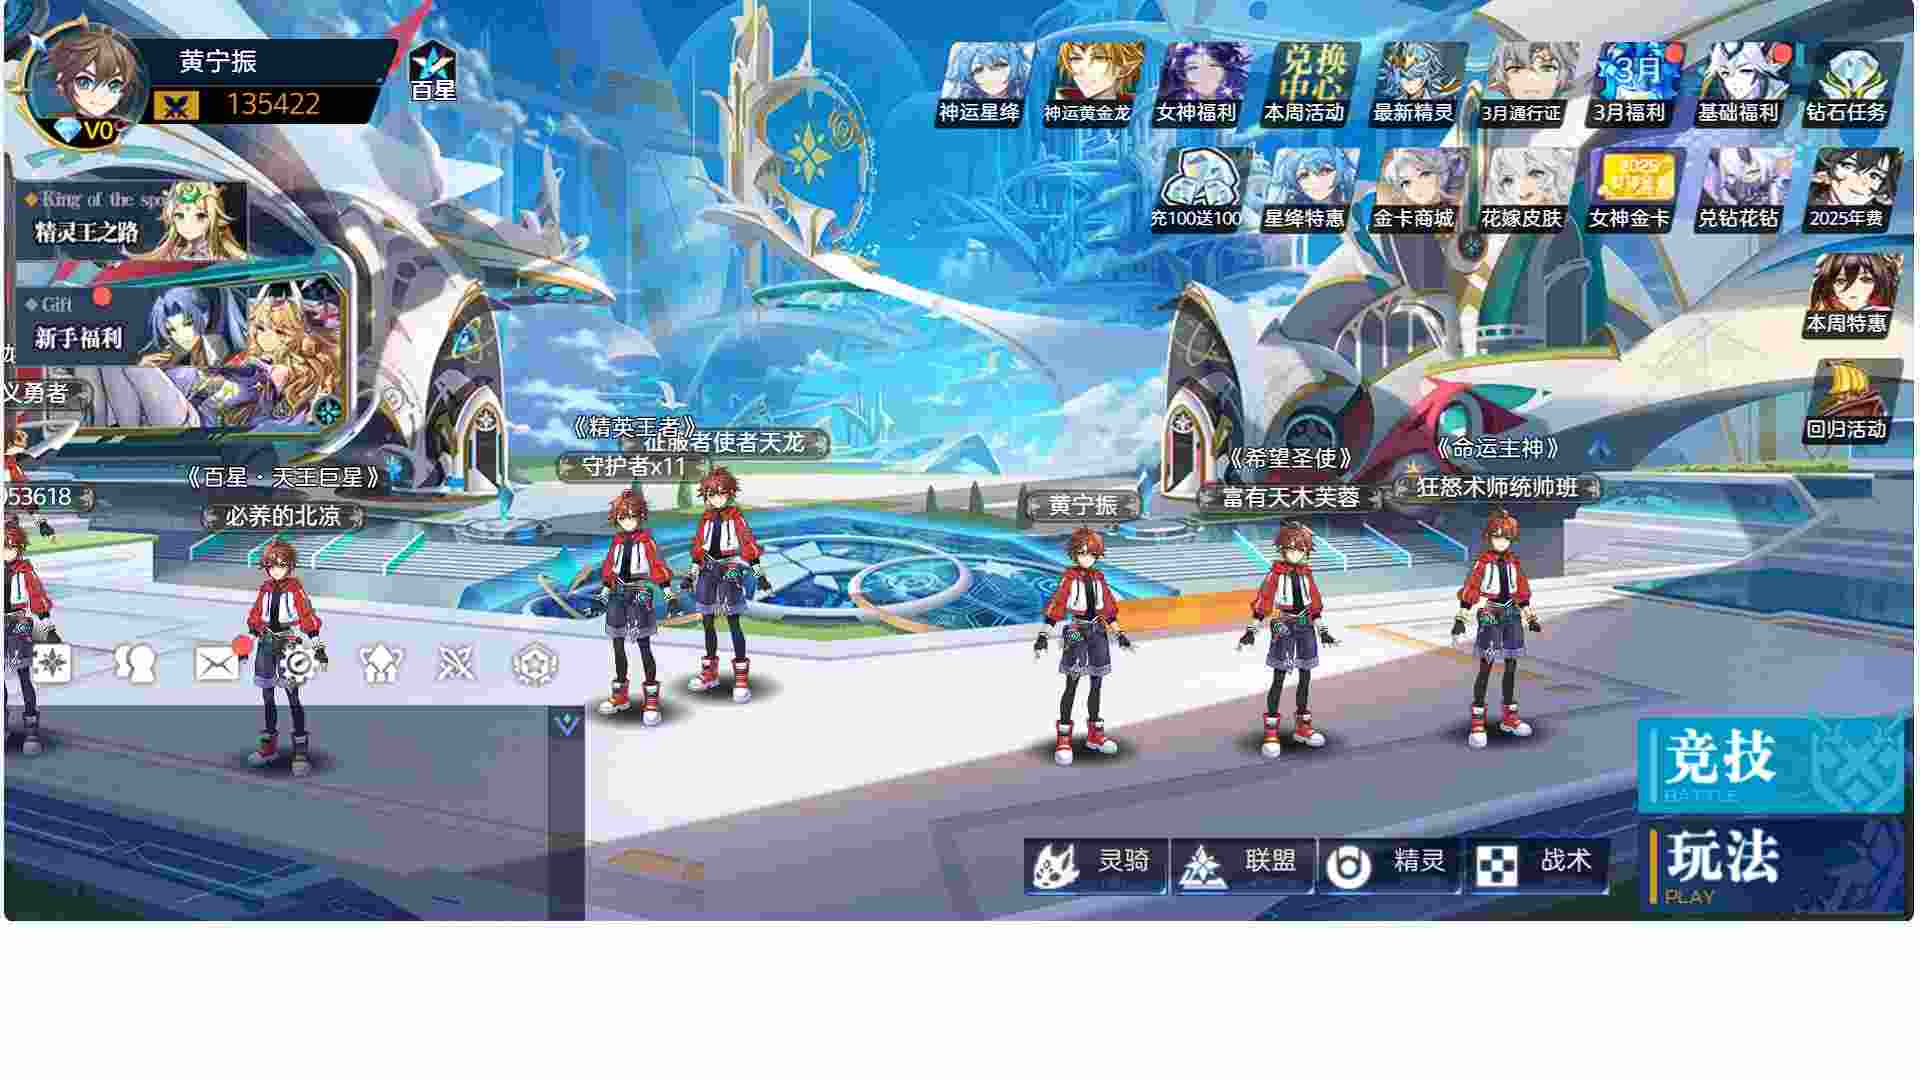 黄宁振
135422
V0
百星
神运星绛
神运黄金龙
女神福利
兑换中心
本周活动
最新精灵
3月通行证
3月
3月福利
基础福利
钻石任务
充100送100
星绛特惠
金卡商城
花嫁皮肤
2025
女神金卡
兑钻花钻
2025年费
本周特惠
回归活动
King of the spo
精灵王之路
Gift
新手福利
义勇者
053618
《百星·天王巨星》
必养的北凉
《精英王者》
征服者使者天龙
守护者x11
黄宁振
《希望圣使》
富有天木芙蓉
《命运主神》
狂怒术师统帅班
灵骑
联盟
精灵
战术
竞技
BATTLE
玩法
PLAY